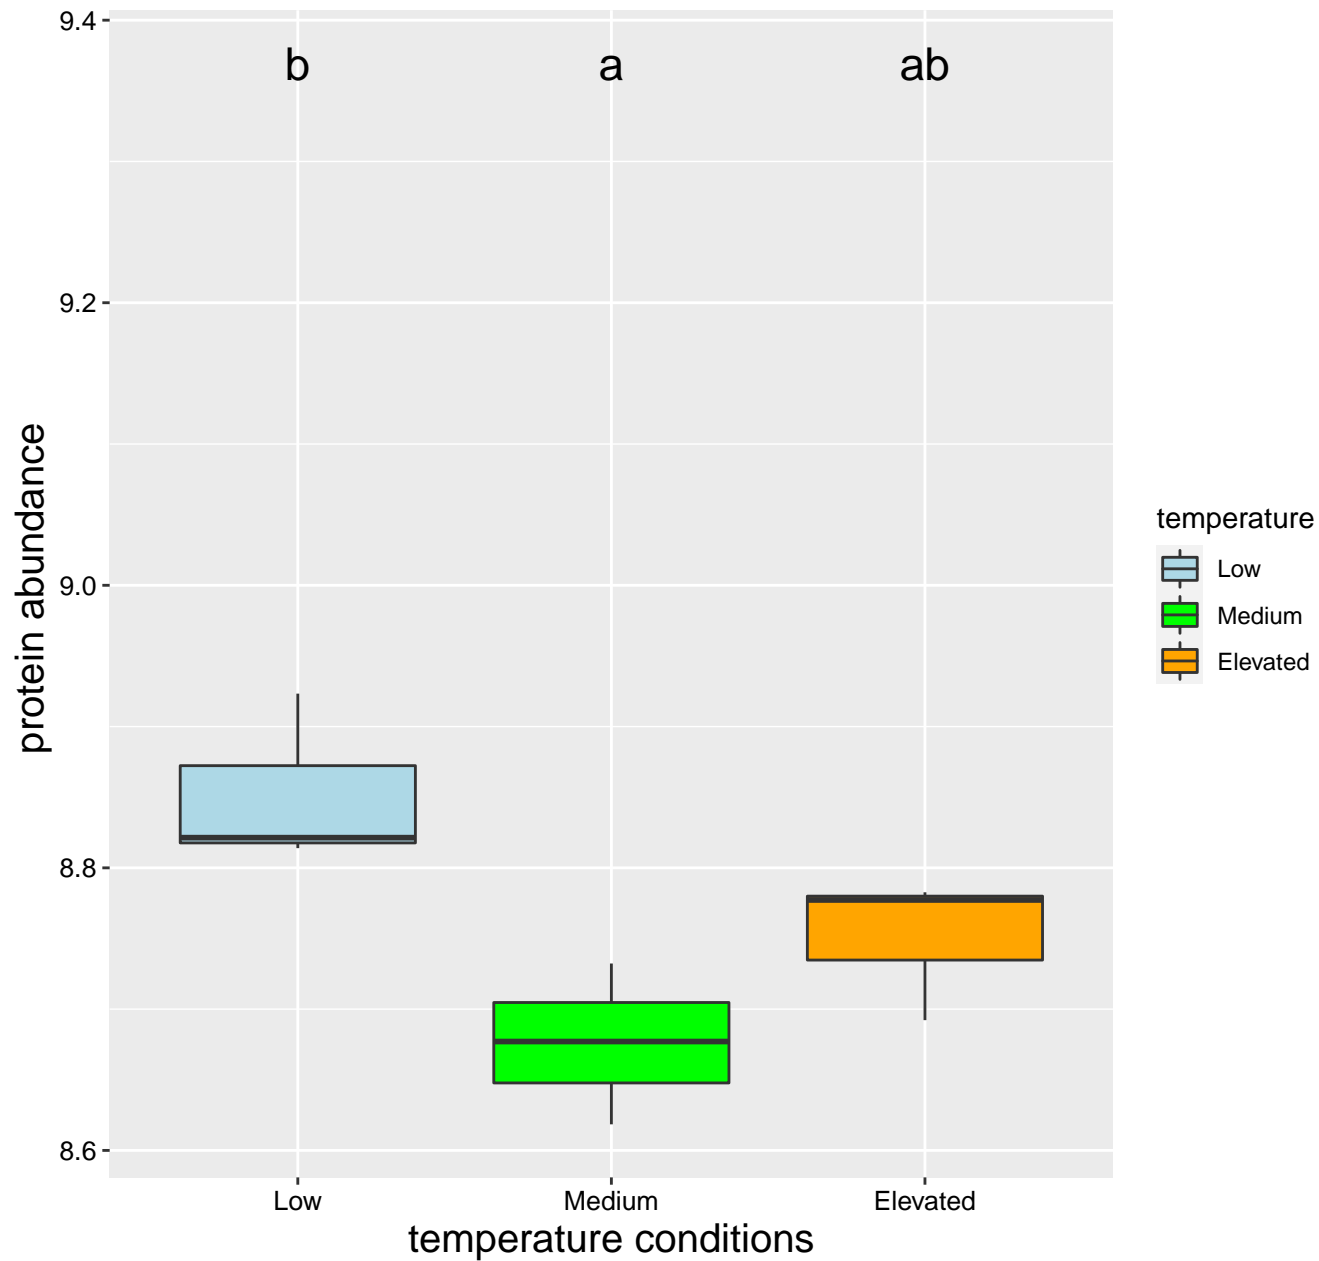 9.4
b a ab
9.2
9.0
8.8
8.6
protein abundance
Low Medium Elevated
temperature conditions
temperature
Low
Medium
Elevated